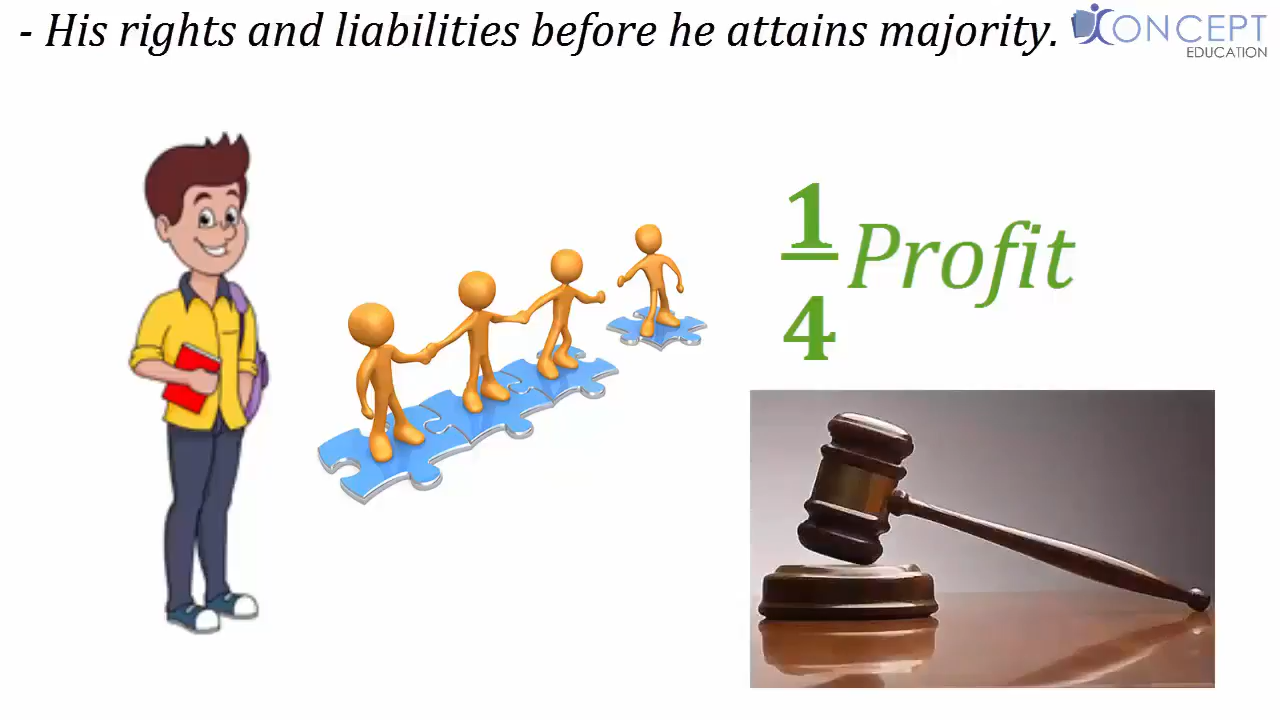 - His rights and liabilities before he attains majority.
CONCEPT
EDUCATION
1
4
Profit